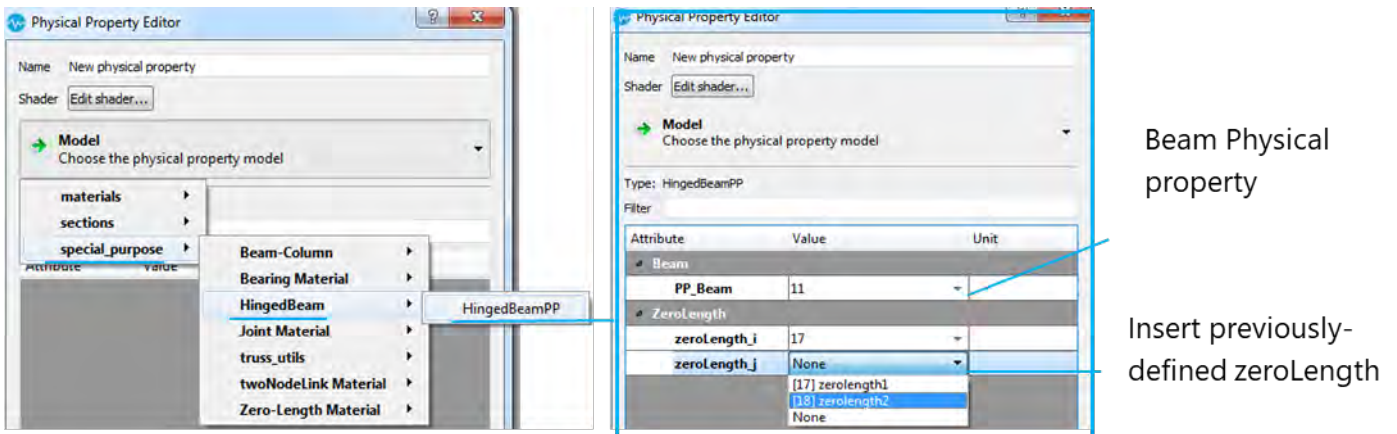 Physical Property Editor
Name New physical property
Shader Edit shader...
Model
Choose the physical property model
materials
sections
special_purpose
Attribute Value
Beam-Column
Bearing Material
HingedBeam
Joint Material
truss_utils
twoNodeLink Material
Zero-Length Material
HingedBeamPP
Physical Property Editor
Name New physical property
Shader Edit shader...
Model
Choose the physical property model
Type: HingedBeamPP
Filter
Attribute Value Unit
Beam
PP_Beam 11
ZeroLength
zeroLength_i 17
zeroLength_j None
[17] zerolength1
[18] zerolength2
None
Beam Physical
property
Insert previously-
defined zeroLength